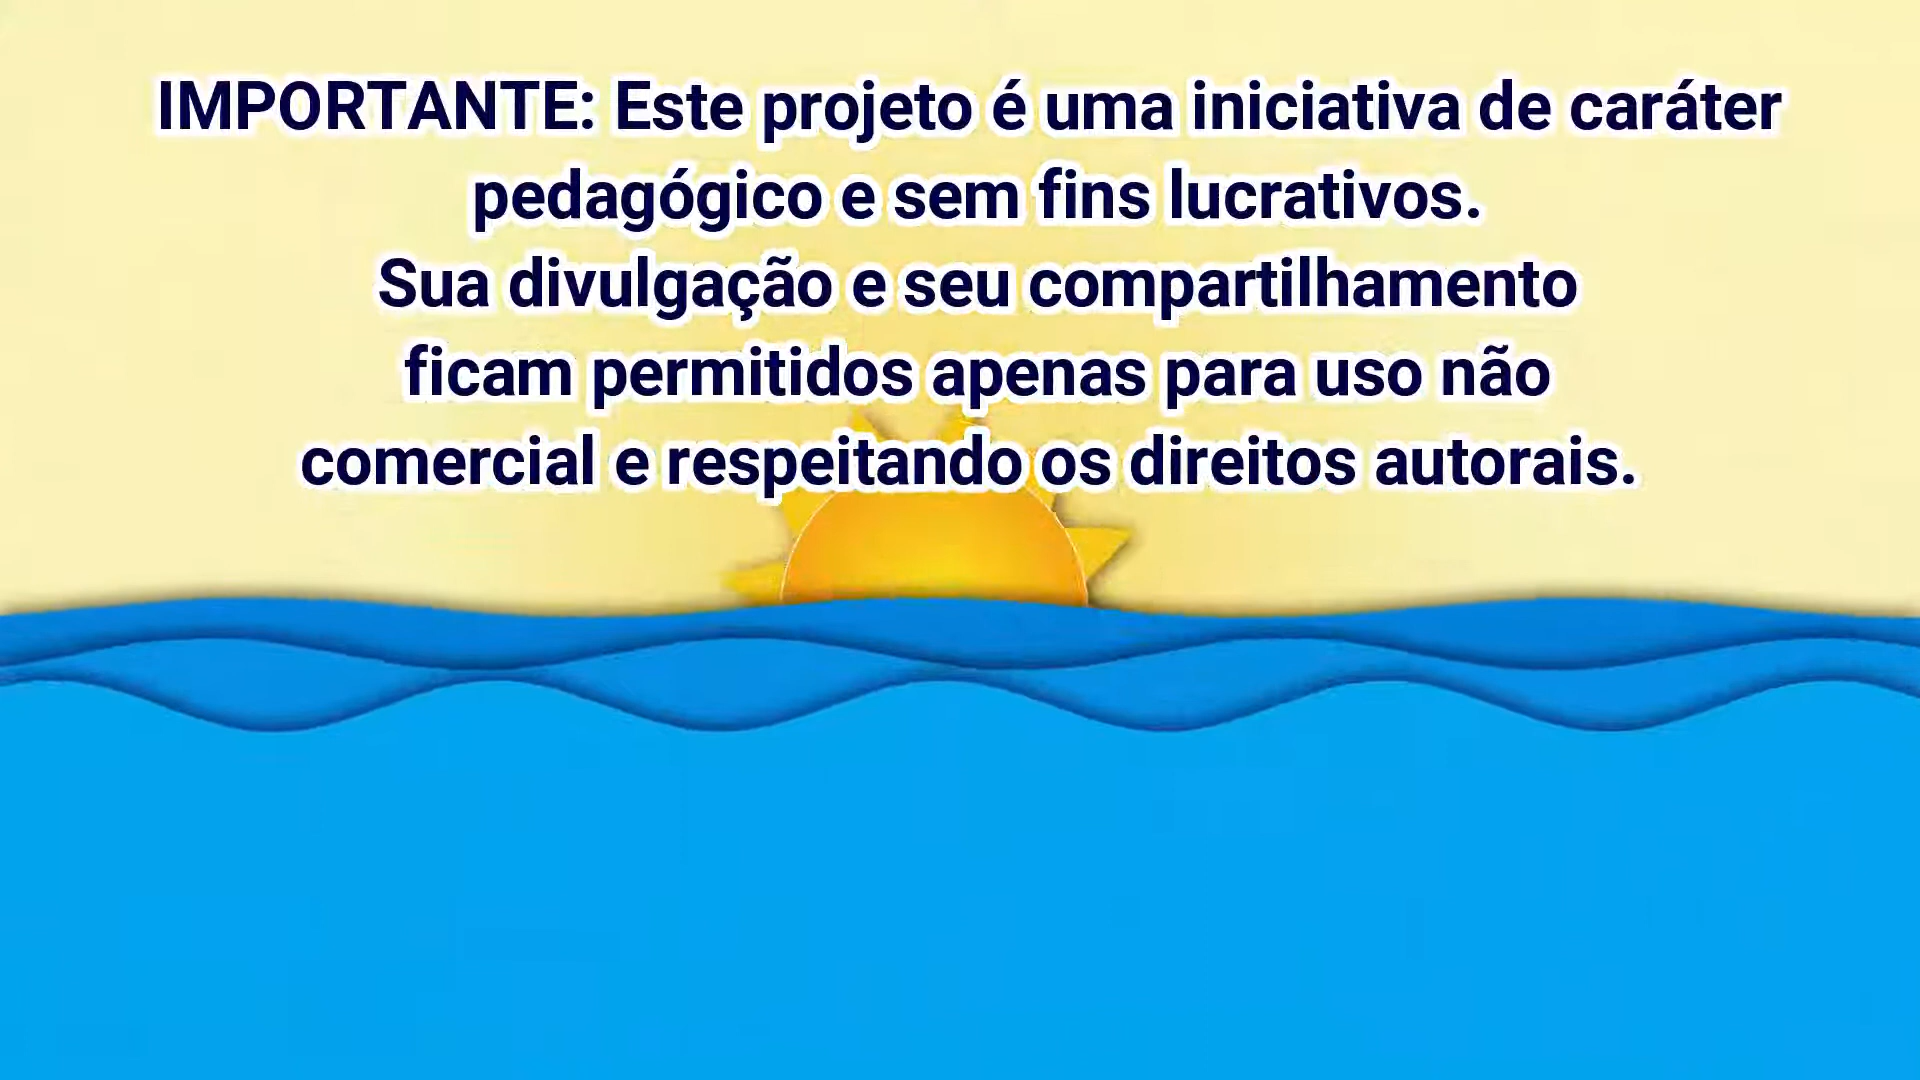 IMPORTANTE: Este projeto é uma iniciativa de caráter
pedagógico e sem fins lucrativos.
Sua divulgação e seu compartilhamento
ficam permitidos apenas para uso não
comercial e respeitando os direitos autorais.